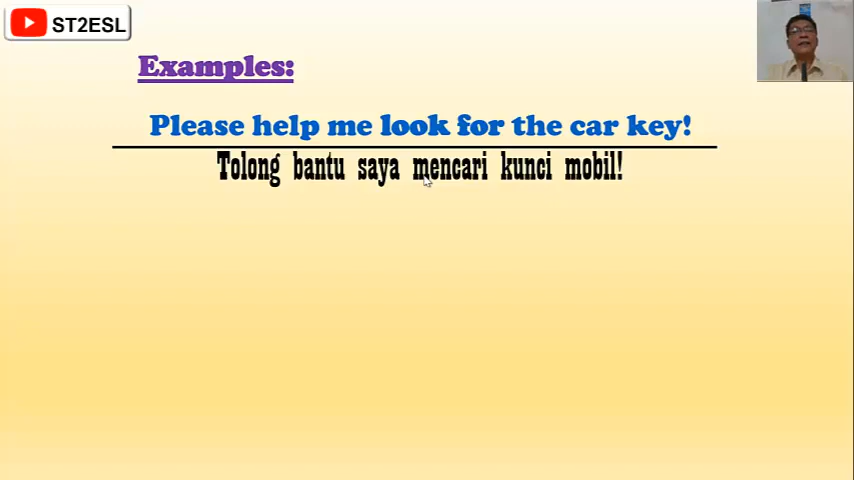 ST2ESL
Examples:
Please help me look for the car key!
Tolong bantu saya mencari kunci mobil!